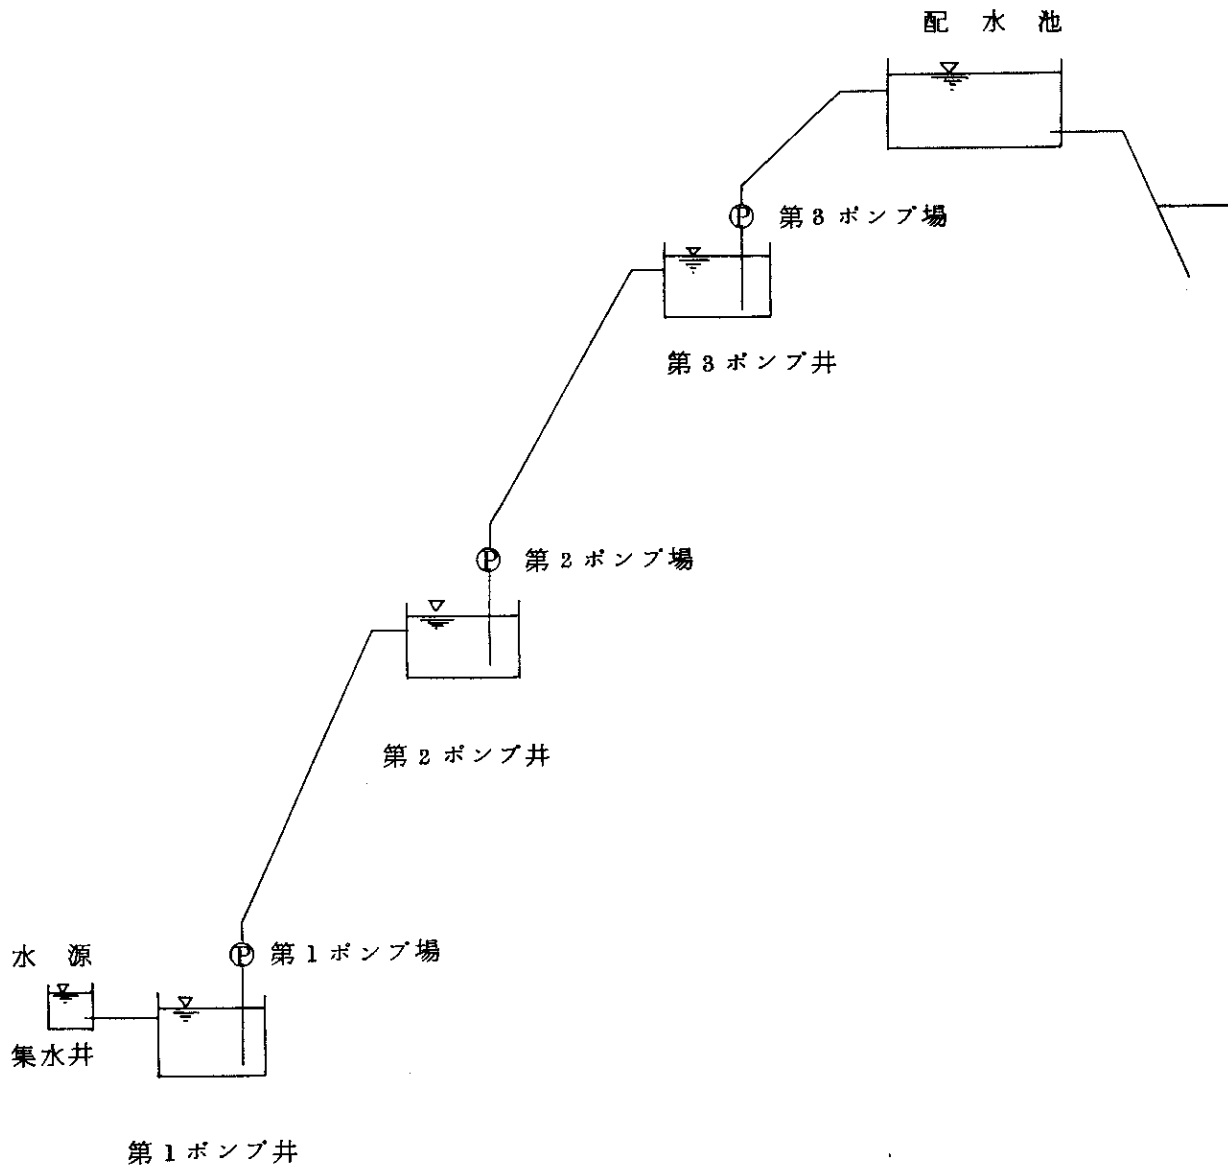 配 水 池
Ⓟ 第3ポンプ場
第3ポンプ井
Ⓟ 第2ポンプ場
第2ポンプ井
水 源
Ⓟ 第1ポンプ場
集水井
第1ポンプ井